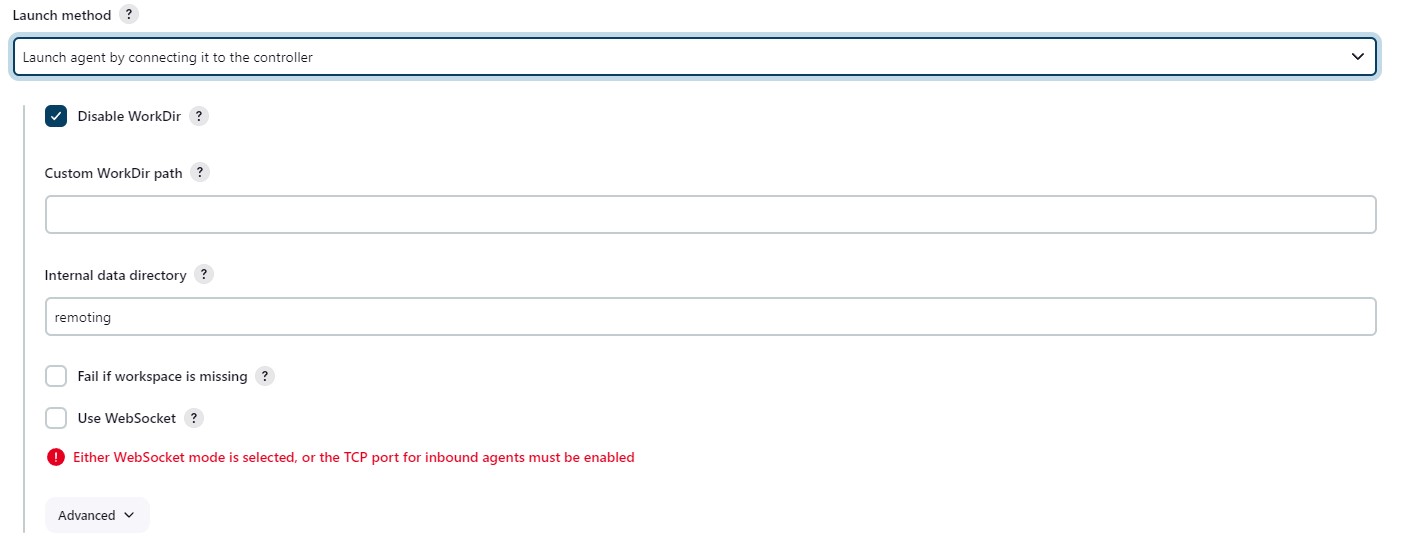 Launch method ?
Launch agent by connecting it to the controller
Disable WorkDir ?
Custom WorkDir path ?
Internal data directory ?
remoting
Fail if workspace is missing ?
Use WebSocket ?
! Either WebSocket mode is selected, or the TCP port for inbound agents must be enabled
Advanced